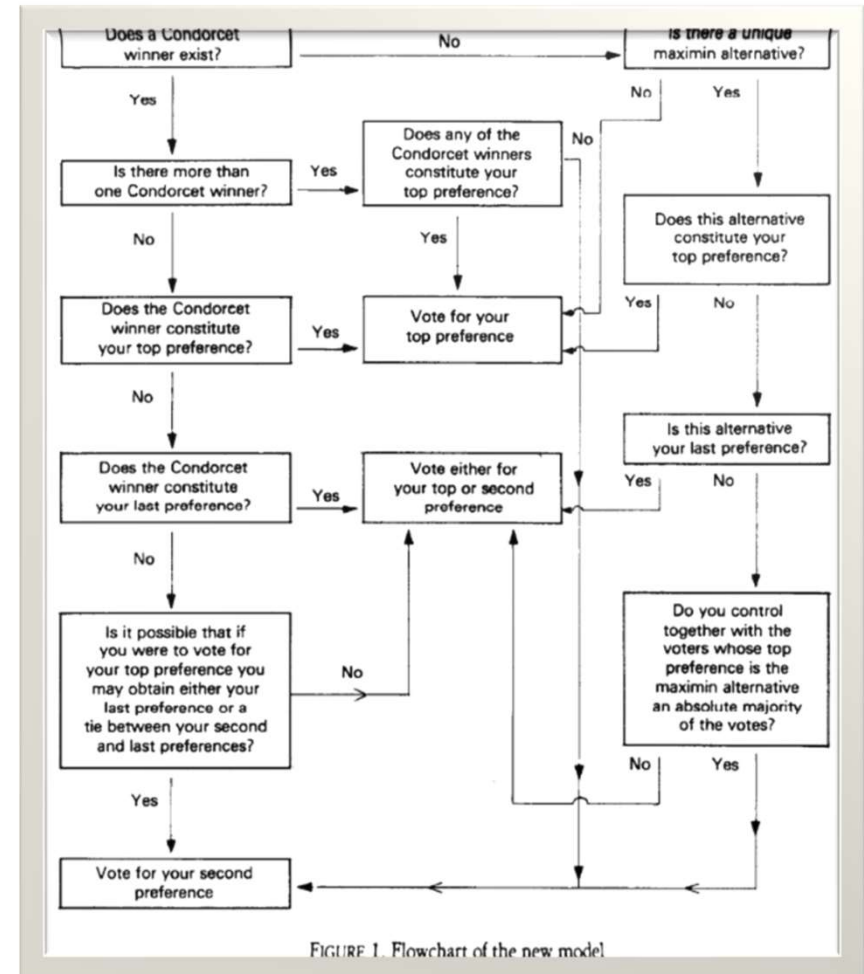 Does a Condorcet
winner exist?
No
Is there a unique
maximin alternative?
Yes
No
Yes
Is there more than
one Condorcet winner?
Yes
Does any of the
Condorcet winners
constitute your
top preference?
No
Does this alternative
constitute your
top preference?
No
Yes
Does the Condorcet
winner constitute
your top preference?
Yes
Vote for your
top preference
Yes
No
No
Is this alternative
your last preference?
Does the Condorcet
winner constitute
your last preference?
Yes
Vote either for
your top or second
preference
Yes
No
No
Is it possible that if
you were to vote for
your top preference you
may obtain either your
last preference or a
tie between your second
and last preferences?
No
Do you control
together with the
voters whose top
preference is the
maximin alternative
an absolute majority
of the votes?
No
Yes
Yes
Vote for your second
preference
FIGURE 1. Flowchart of the new model